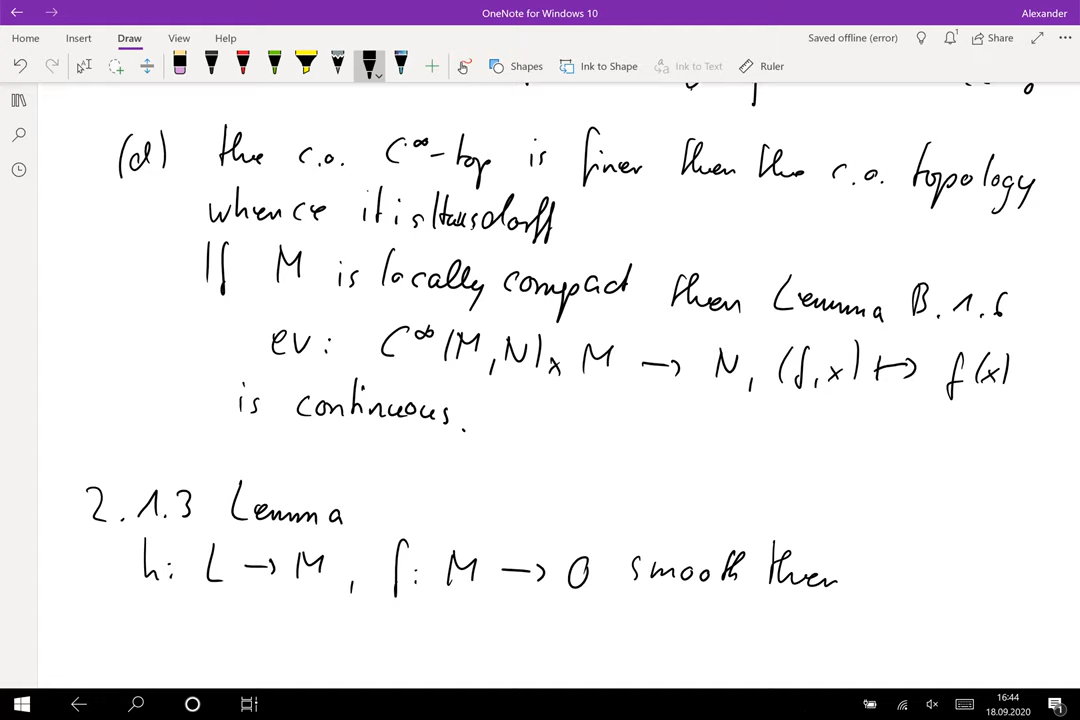 OneNote for Windows 10
Alexander
Home Insert Draw View Help
Saved offline (error)
Share
Shapes Ink to Shape Ink to Text Ruler
(d) the c.o. C^∞-top is finer then the c.o. topology
whence it is Hausdorff
If M is locally compact then Lemma B.1.6
ev: C^∞(M,N) × M → N, (f,x) ↦ f(x)
is continuous.
2.1.3 Lemma
h: L → M, f: M → O smooth then
16:44
18.09.2020
1